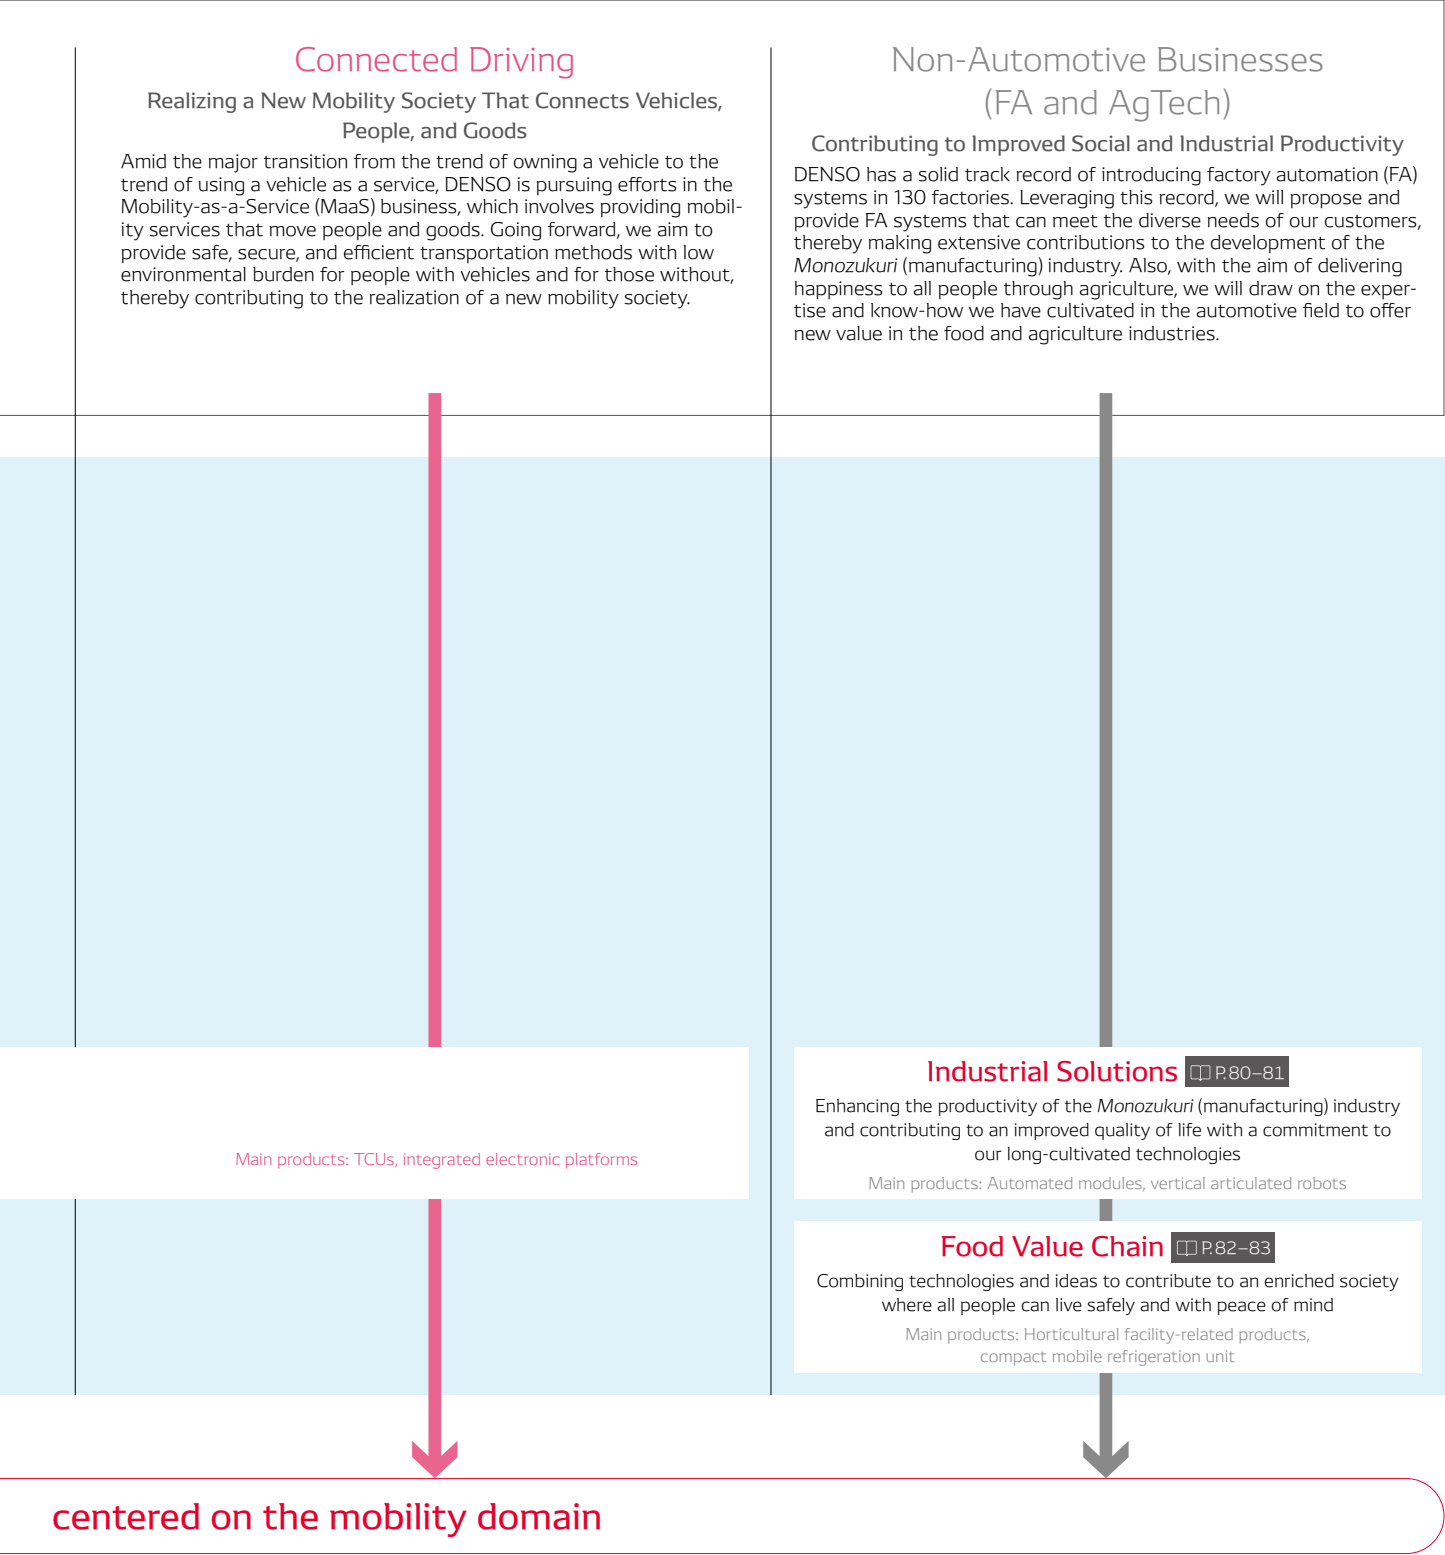 Connected Driving
Realizing a New Mobility Society That Connects Vehicles,
People, and Goods
Amid the major transition from the trend of owning a vehicle to the
trend of using a vehicle as a service, DENSO is pursuing efforts in the
Mobility-as-a-Service (MaaS) business, which involves providing mobil-
ity services that move people and goods. Going forward, we aim to
provide safe, secure, and efficient transportation methods with low
environmental burden for people with vehicles and for those without,
thereby contributing to the realization of a new mobility society.
Non-Automotive Businesses
(FA and AgTech)
Contributing to Improved Social and Industrial Productivity
DENSO has a solid track record of introducing factory automation (FA)
systems in 130 factories. Leveraging this record, we will propose and
provide FA systems that can meet the diverse needs of our customers,
thereby making extensive contributions to the development of the
Monozukuri (manufacturing) industry. Also, with the aim of delivering
happiness to all people through agriculture, we will draw on the exper-
tise and know-how we have cultivated in the automotive field to offer
new value in the food and agriculture industries.
Main products: TCUs, integrated electronic platforms
Industrial Solutions P.80–81
Enhancing the productivity of the Monozukuri (manufacturing) industry
and contributing to an improved quality of life with a commitment to
our long-cultivated technologies
Main products: Automated modules, vertical articulated robots
Food Value Chain P.82–83
Combining technologies and ideas to contribute to an enriched society
where all people can live safely and with peace of mind
Main products: Horticultural facility-related products,
compact mobile refrigeration unit
centered on the mobility domain